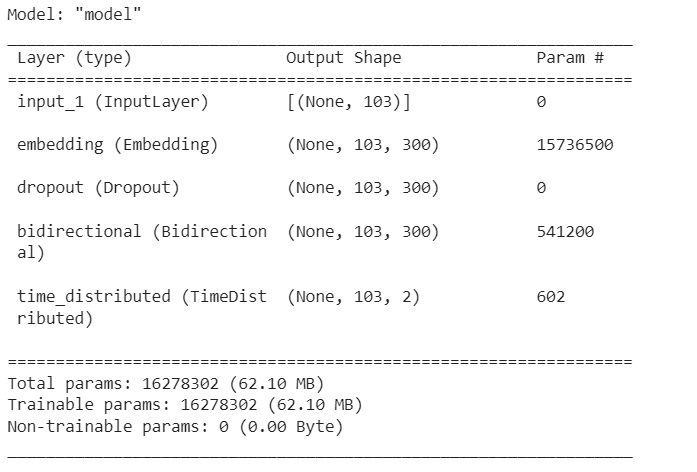 Model: "model"
Layer (type) Output Shape Param #
input_1 (InputLayer) [(None, 103)] 0
embedding (Embedding) (None, 103, 300) 15736500
dropout (Dropout) (None, 103, 300) 0
bidirectional (Bidirection (None, 103, 300) 541200
al)
time_distributed (TimeDist (None, 103, 2) 602
ributed)
Total params: 16278302 (62.10 MB)
Trainable params: 16278302 (62.10 MB)
Non-trainable params: 0 (0.00 Byte)